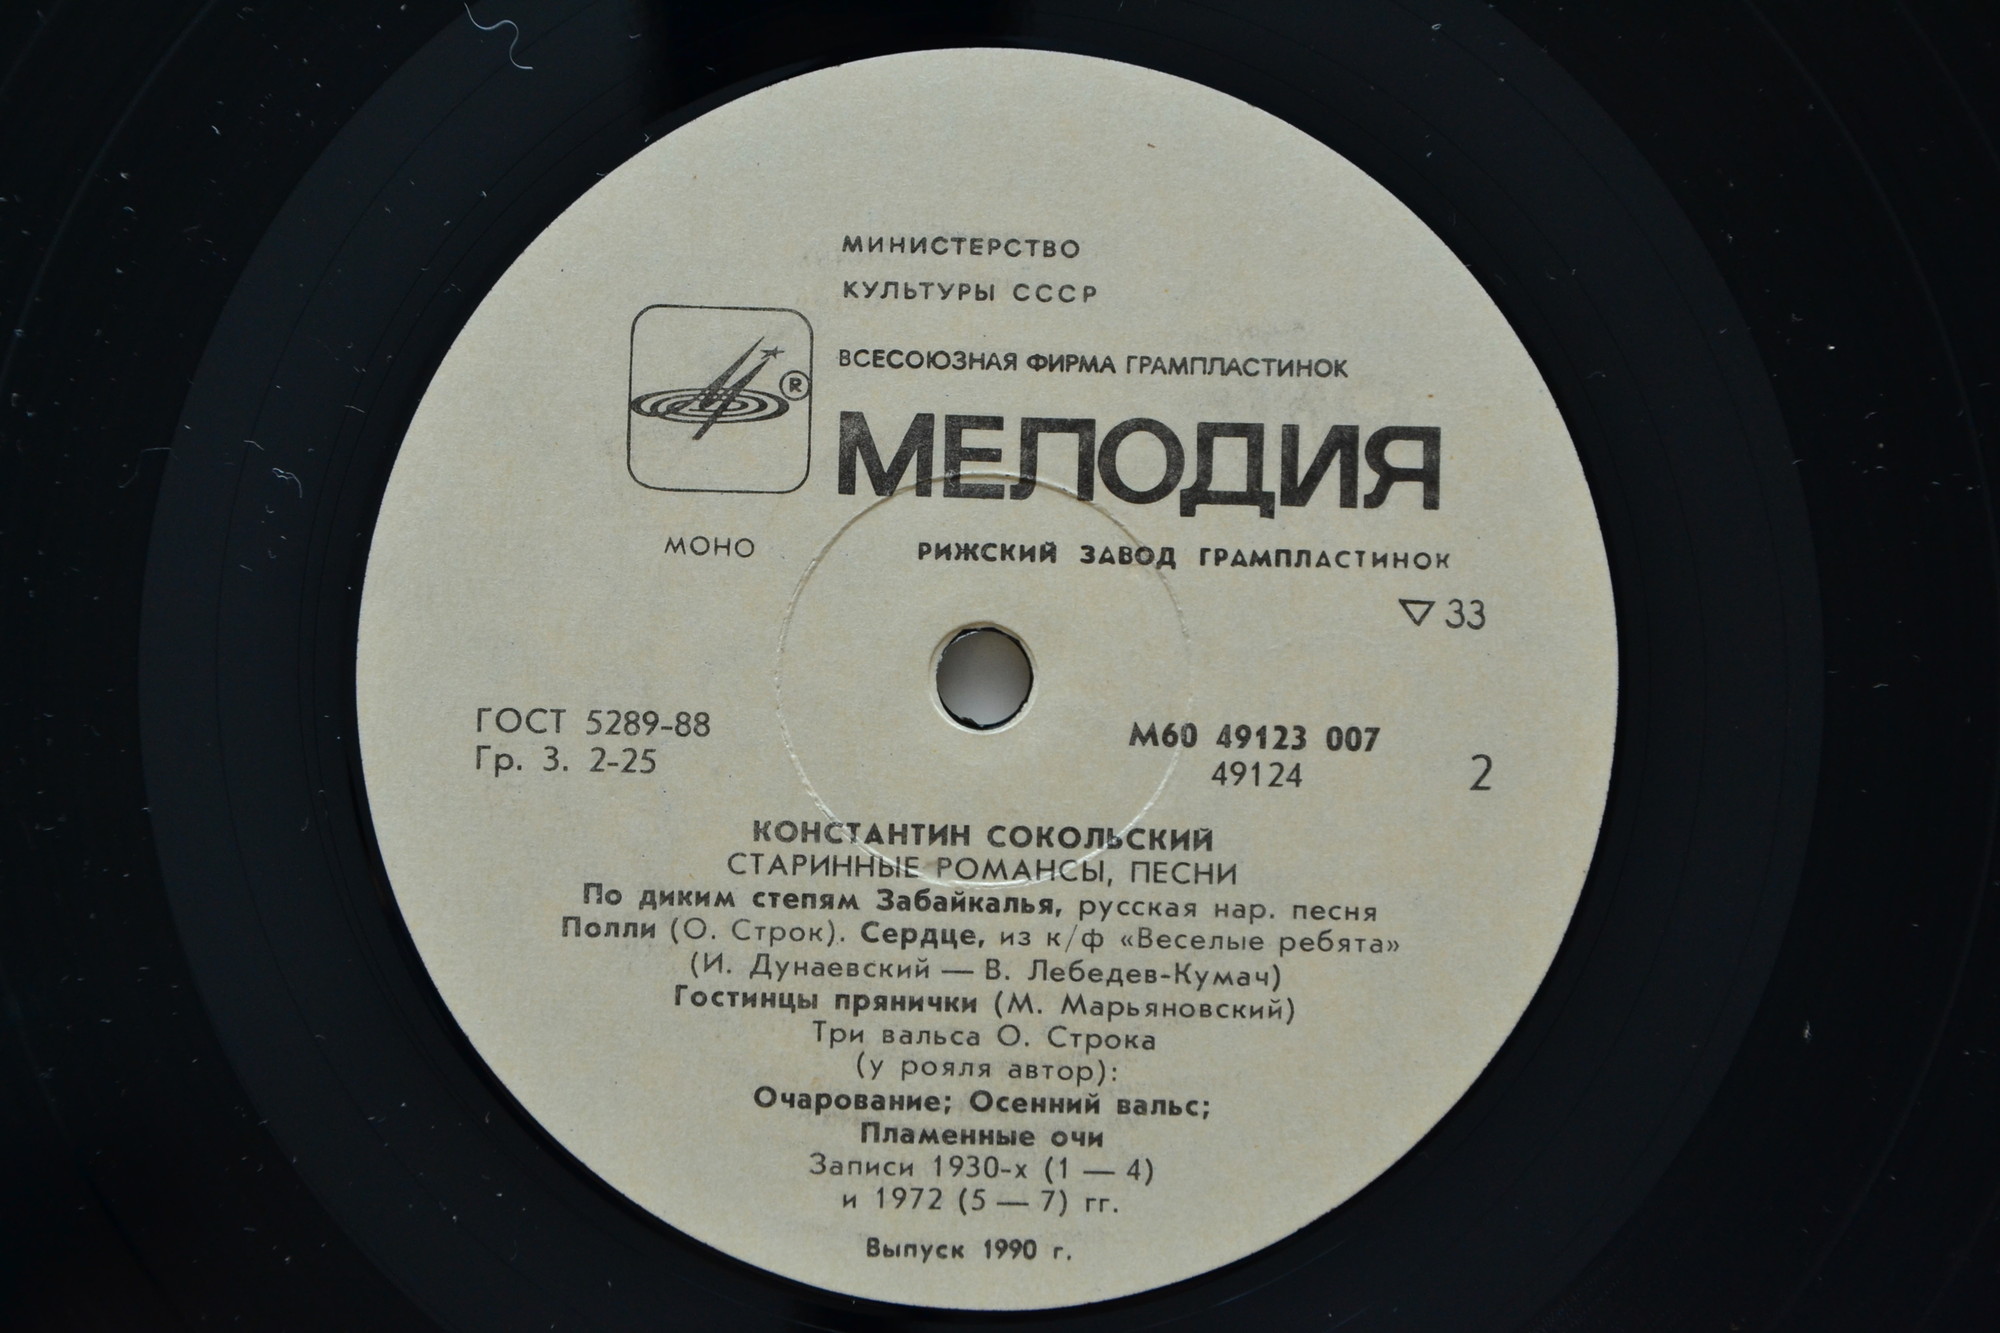 МИНИСТЕРСТВО
КУЛЬТУРЫ СССР
ВСЕСОЮЗНАЯ ФИРМА ГРАМПЛАСТИНОК
®
МЕЛОДИЯ
МОНО
РИЖСКИЙ ЗАВОД ГРАМПЛАСТИНОК
▽ 33
ГОСТ 5289-88
Гр. 3. 2-25
М60 49123 007
49124
2
КОНСТАНТИН СОКОЛЬСКИЙ
СТАРИННЫЕ РОМАНСЫ, ПЕСНИ
По диким степям Забайкалья, русская нар. песня
Полли (О. Строк). Сердце, из к/ф «Веселые ребята»
(И. Дунаевский — В. Лебедев-Кумач)
Гостинцы прянички (М. Марьяновский)
Три вальса О. Строка
(у рояля автор):
Очарование; Осенний вальс;
Пламенные очи
Записи 1930-х (1 — 4)
и 1972 (5 — 7) гг.
Выпуск 1990 г.